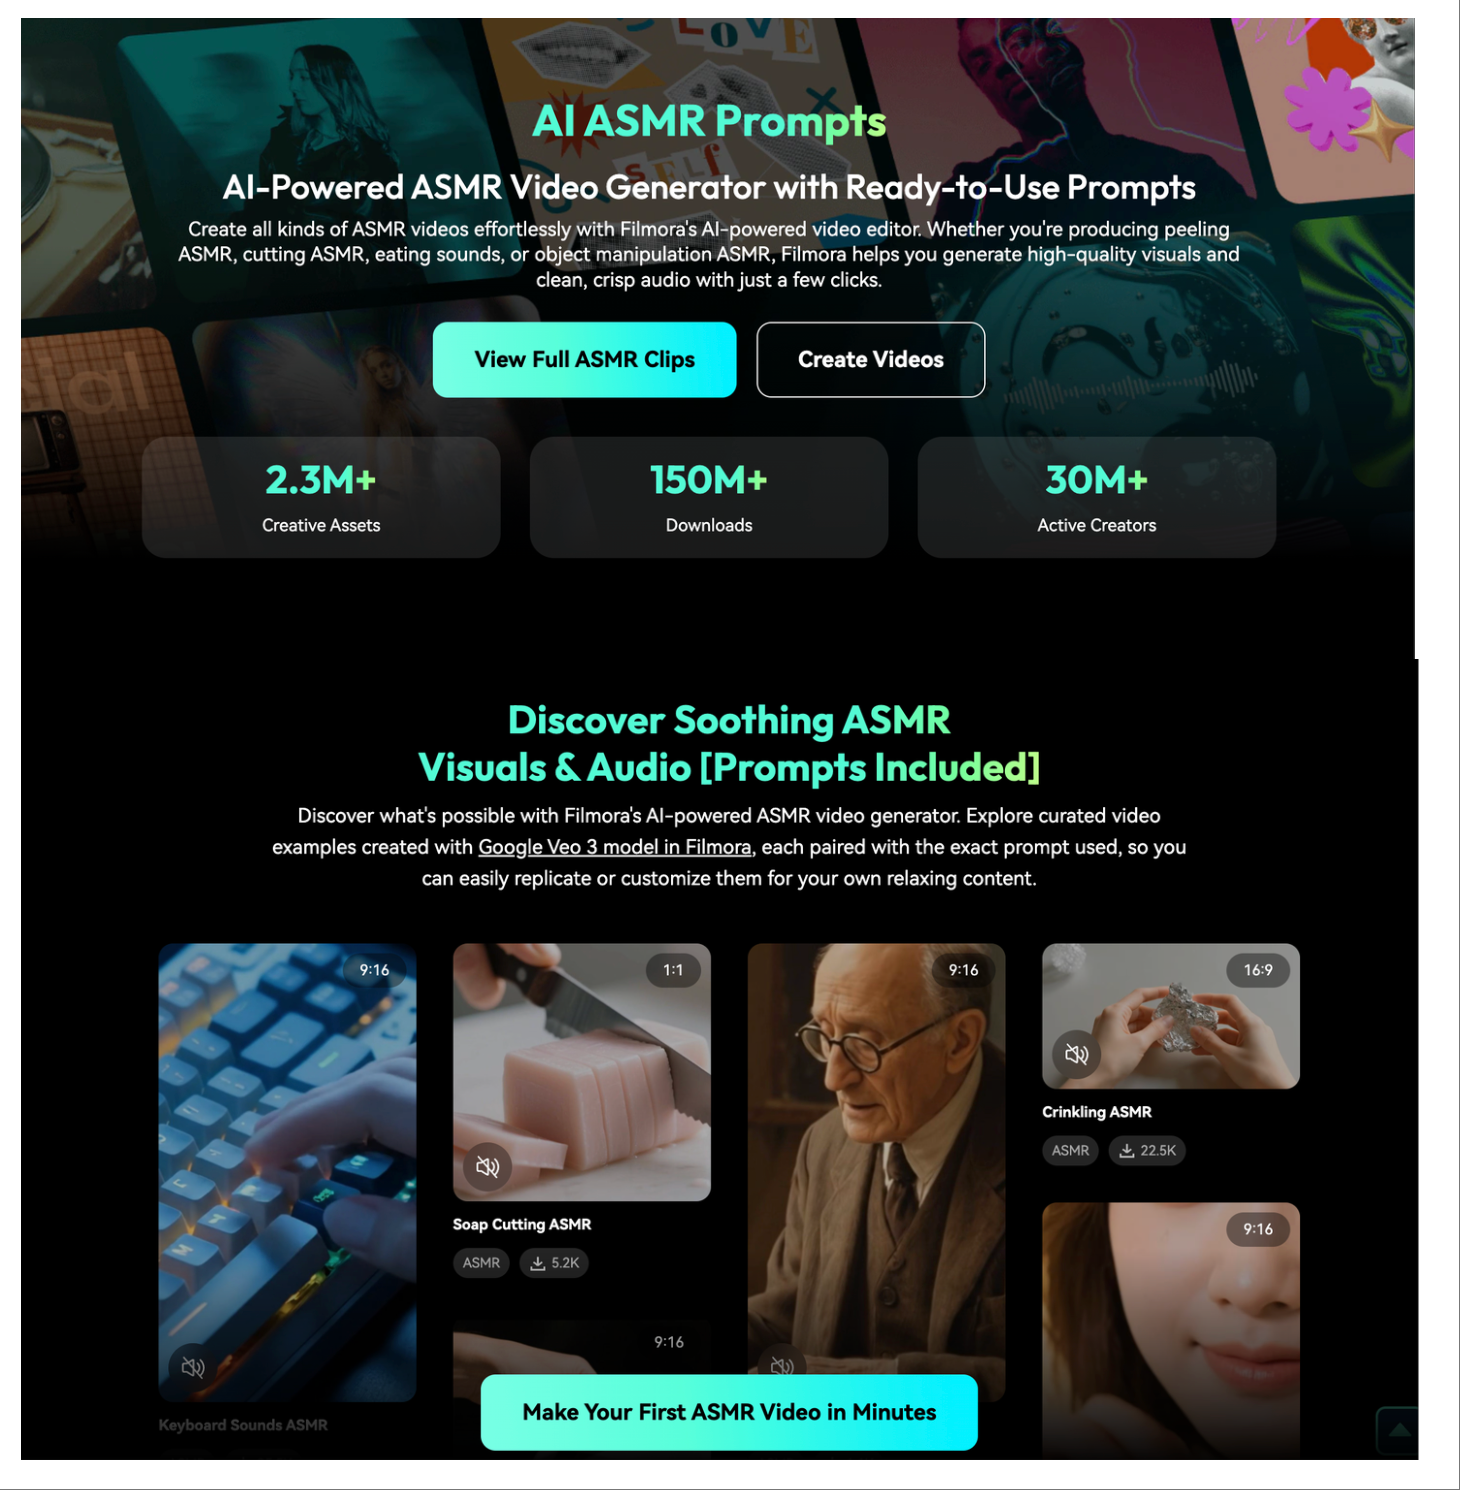 LOVE
SELf
ial
AI ASMR Prompts
AI-Powered ASMR Video Generator with Ready-to-Use Prompts
Create all kinds of ASMR videos effortlessly with Filmora's AI-powered video editor. Whether you're producing peeling
ASMR, cutting ASMR, eating sounds, or object manipulation ASMR, Filmora helps you generate high-quality visuals and
clean, crisp audio with just a few clicks.
View Full ASMR Clips
Create Videos
2.3M+
150M+
30M+
Creative Assets
Downloads
Active Creators
Discover Soothing ASMR
Visuals & Audio [Prompts Included]
Discover what's possible with Filmora's AI-powered ASMR video generator. Explore curated video
examples created with Google Veo 3 model in Filmora, each paired with the exact prompt used, so you
can easily replicate or customize them for your own relaxing content.
9:16
1:1
9:16
16:9
Crinkling ASMR
ASMR
22.5K
Soap Cutting ASMR
ASMR
5.2K
9:16
9:16
Keyboard Sounds ASMR
Make Your First ASMR Video in Minutes